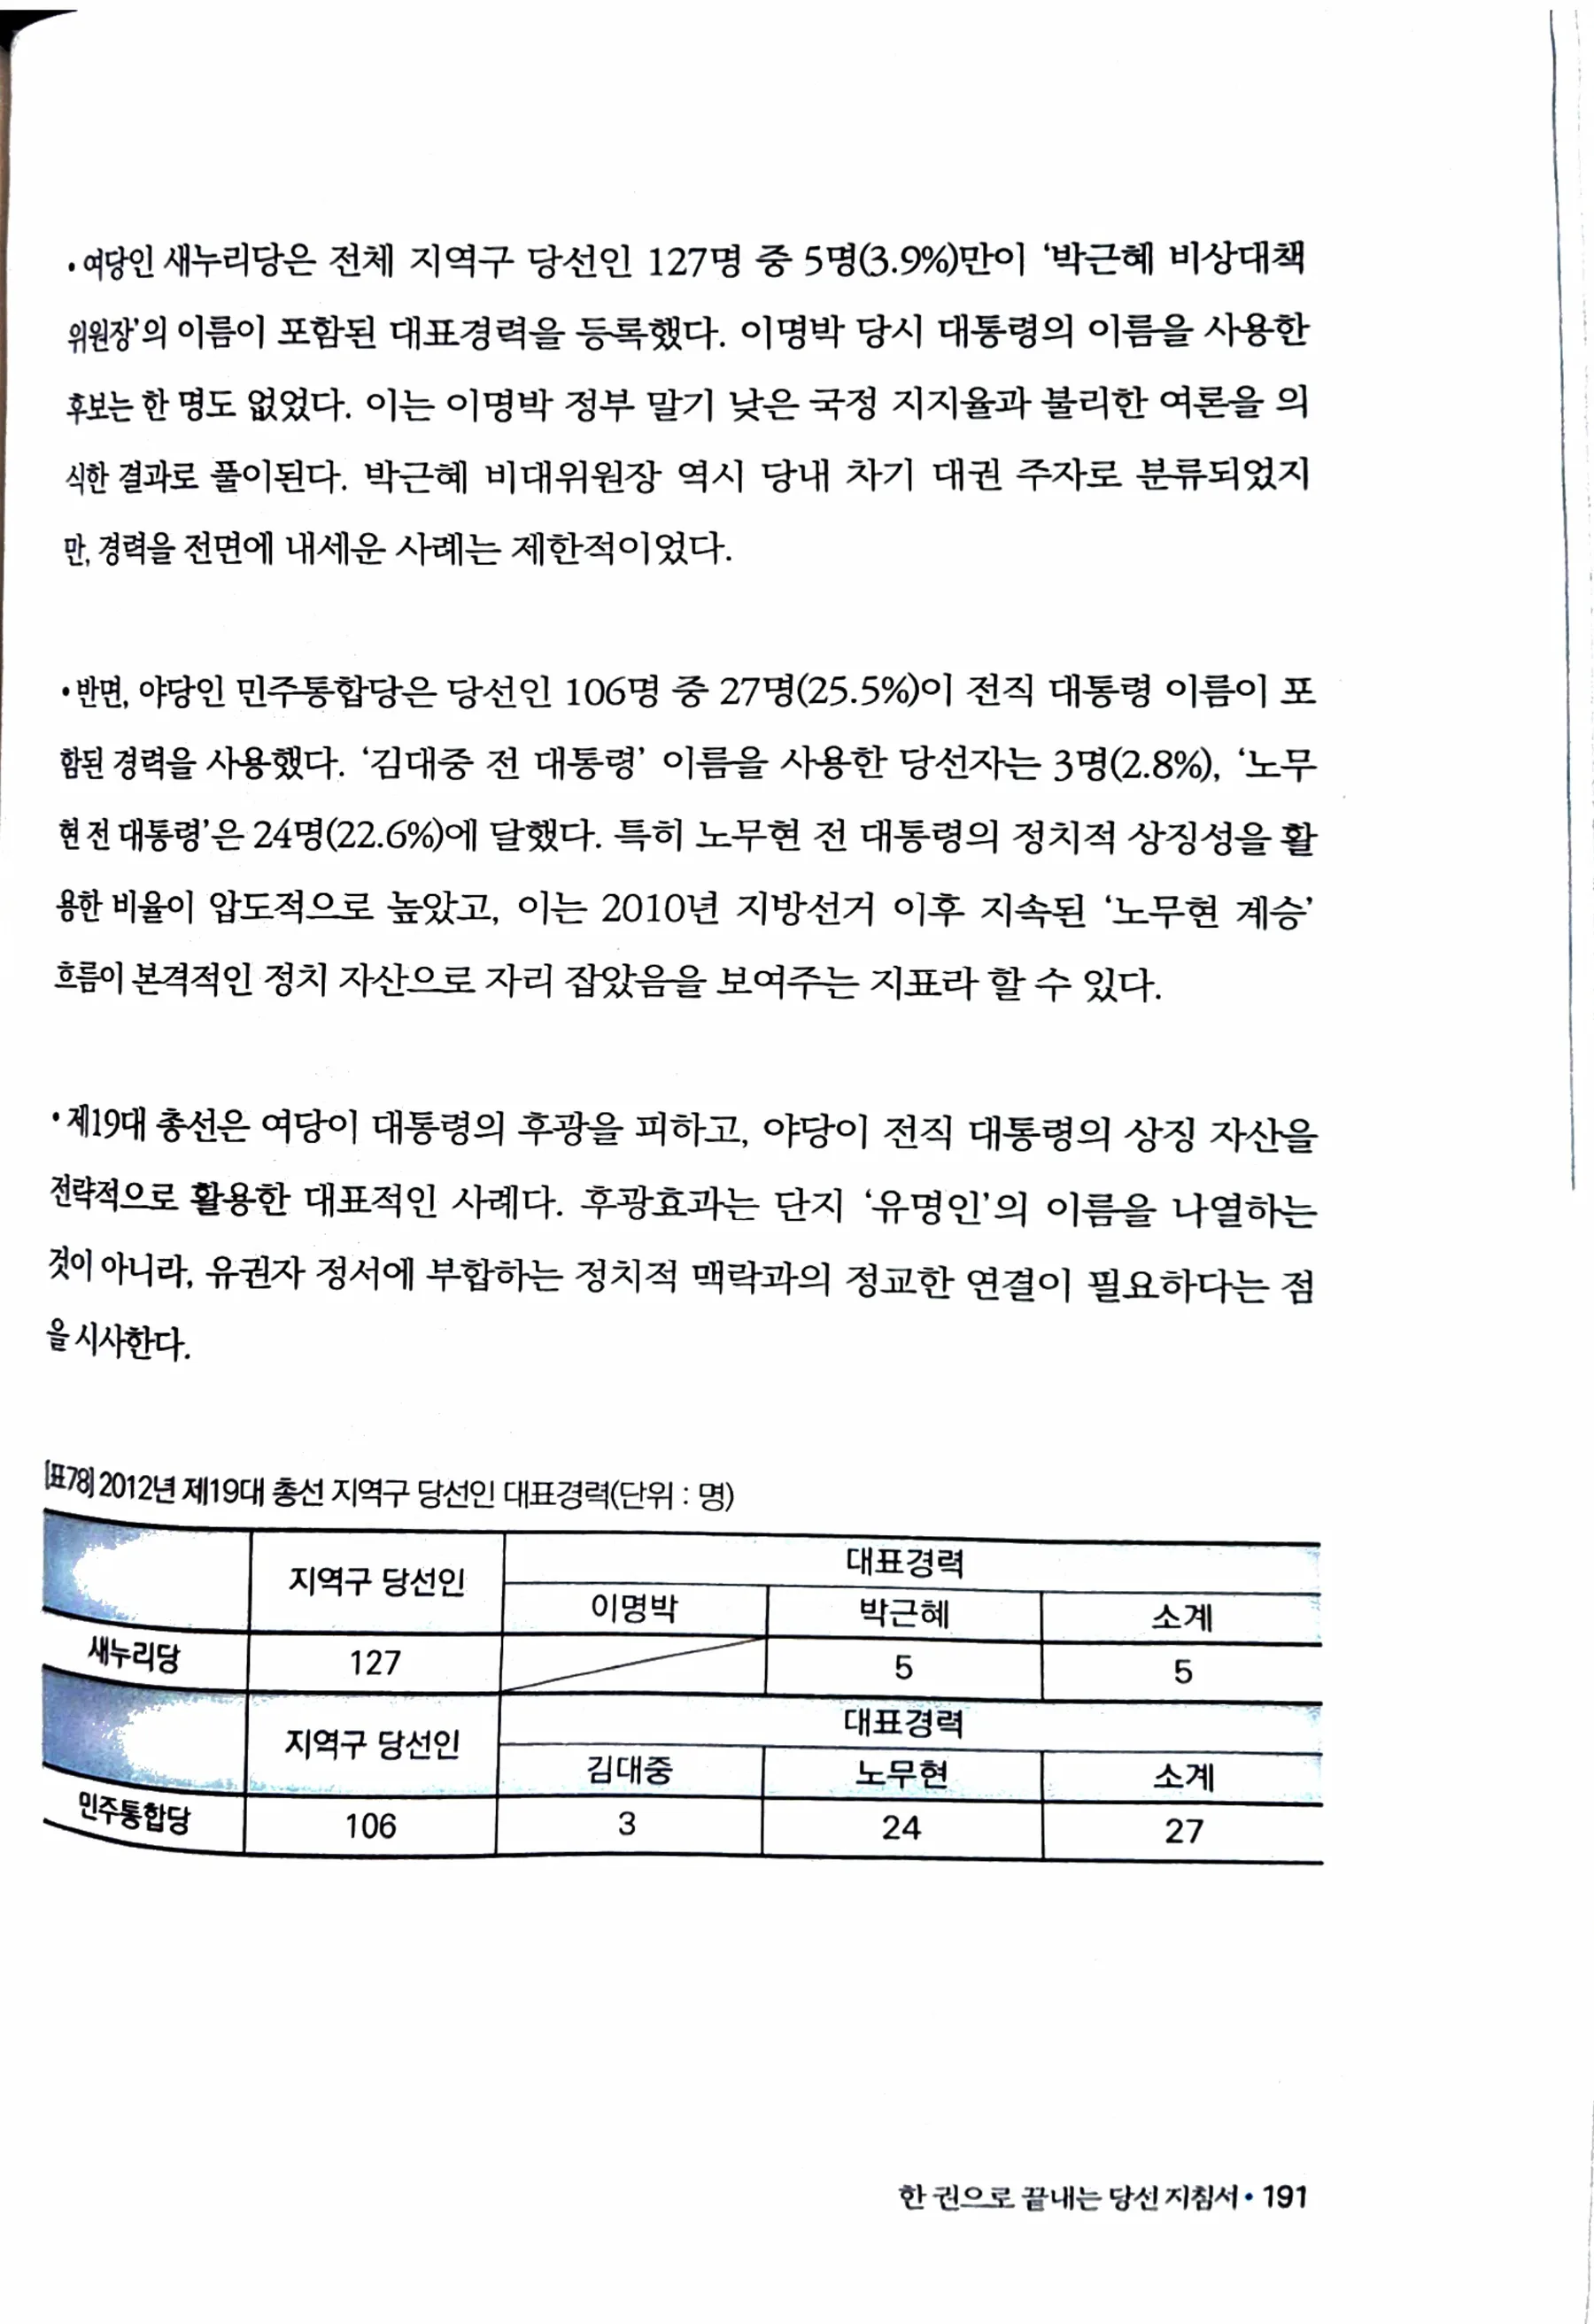 • 여당인 새누리당은 전체 지역구 당선인 127명 중 5명(3.9%)만이 ‘박근혜 비상대책
위원장’의 이름이 포함된 대표경력을 등록했다. 이명박 당시 대통령의 이름을 사용한
후보는 한 명도 없었다. 이는 이명박 정부 말기 낮은 국정 지지율과 불리한 여론을 의
식한 결과로 풀이된다. 박근혜 비대위원장 역시 당내 차기 대권 주자로 분류되었지
만, 경력을 전면에 내세운 사례는 제한적이었다.
• 반면, 야당인 민주통합당은 당선인 106명 중 27명(25.5%)이 전직 대통령 이름이 포
함된 경력을 사용했다. ‘김대중 전 대통령’ 이름을 사용한 당선자는 3명(2.8%), ‘노무
현 전 대통령’은 24명(22.6%)에 달했다. 특히 노무현 전 대통령의 정치적 상징성을 활
용한 비율이 압도적으로 높았고, 이는 2010년 지방선거 이후 지속된 ‘노무현 계승’
흐름이 본격적인 정치 자산으로 자리 잡았음을 보여주는 지표라 할 수 있다.
• 제19대 총선은 여당이 대통령의 후광을 피하고, 야당이 전직 대통령의 상징 자산을
전략적으로 활용한 대표적인 사례다. 후광효과는 단지 ‘유명인’의 이름을 나열하는
것이 아니라, 유권자 정서에 부합하는 정치적 맥락과의 정교한 연결이 필요하다는 점
을 시사한다.
[표78] 2012년 제19대 총선 지역구 당선인 대표경력(단위 : 명)
지역구 당선인 대표경력
이명박 박근혜 소계
새누리당 127 5 5
지역구 당선인 대표경력
김대중 노무현 소계
민주통합당 106 3 24 27
한 권으로 끝내는 당선 지침서 • 191